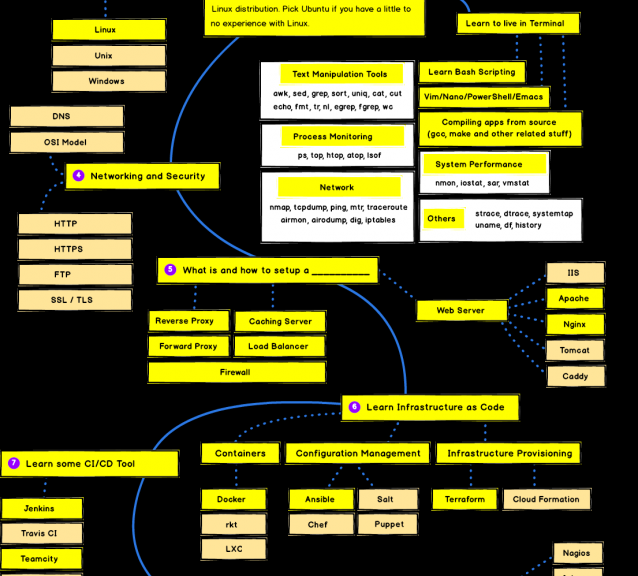 Linux distribution. Pick Ubuntu if you have a little to
no experience with Linux.
Learn to live in Terminal
Linux
Unix
Windows
Text Manipulation Tools
awk, sed, grep, sort, uniq, cat, cut
echo, fmt, tr, nl, egrep, fgrep, wc
Process Monitoring
ps, top, htop, atop, lsof
Network
nmap, tcpdump, ping, mtr, traceroute
airmon, airodump, dig, iptables
Learn Bash Scripting
Vim/Nano/PowerShell/Emacs
Compiling apps from source
(gcc, make and other related stuff)
System Performance
nmon, iostat, sar, vmstat
Others
strace, dtrace, systemtap
uname, df, history
DNS
OSI Model
4 Networking and Security
HTTP
HTTPS
FTP
SSL / TLS
5 What is and how to setup a ___________
Reverse Proxy
Caching Server
Forward Proxy
Load Balancer
Firewall
Web Server
IIS
Apache
Nginx
Tomcat
Caddy
6 Learn Infrastructure as Code
Containers
Configuration Management
Infrastructure Provisioning
Docker
rkt
LXC
Ansible
Salt
Chef
Puppet
Terraform
Cloud Formation
7 Learn some CI/CD Tool
Jenkins
Travis CI
Teamcity
Nagios